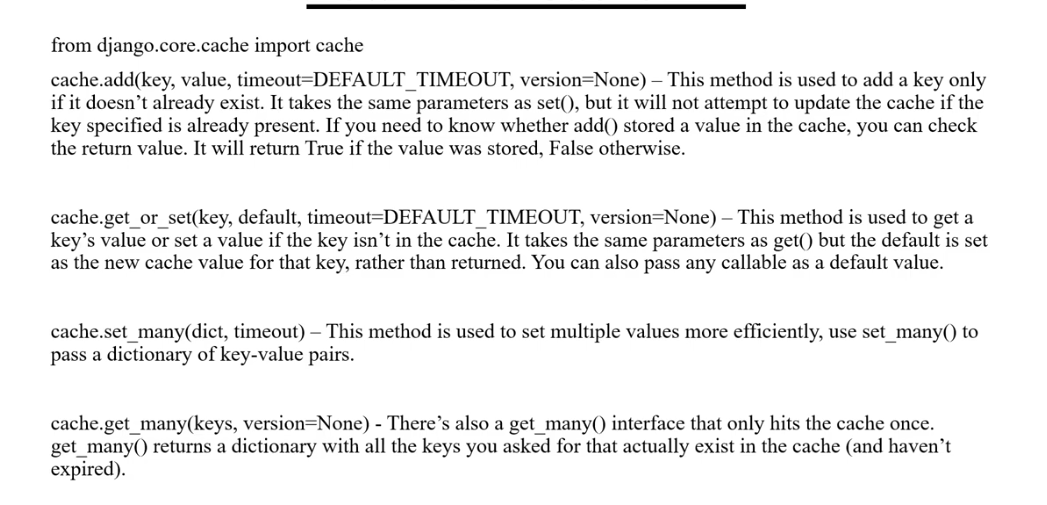 from django.core.cache import cache
cache.add(key, value, timeout=DEFAULT_TIMEOUT, version=None) – This method is used to add a key only
if it doesn’t already exist. It takes the same parameters as set(), but it will not attempt to update the cache if the
key specified is already present. If you need to know whether add() stored a value in the cache, you can check
the return value. It will return True if the value was stored, False otherwise.
cache.get_or_set(key, default, timeout=DEFAULT_TIMEOUT, version=None) – This method is used to get a
key’s value or set a value if the key isn’t in the cache. It takes the same parameters as get() but the default is set
as the new cache value for that key, rather than returned. You can also pass any callable as a default value.
cache.set_many(dict, timeout) – This method is used to set multiple values more efficiently, use set_many() to
pass a dictionary of key-value pairs.
cache.get_many(keys, version=None) - There’s also a get_many() interface that only hits the cache once.
get_many() returns a dictionary with all the keys you asked for that actually exist in the cache (and haven’t
expired).